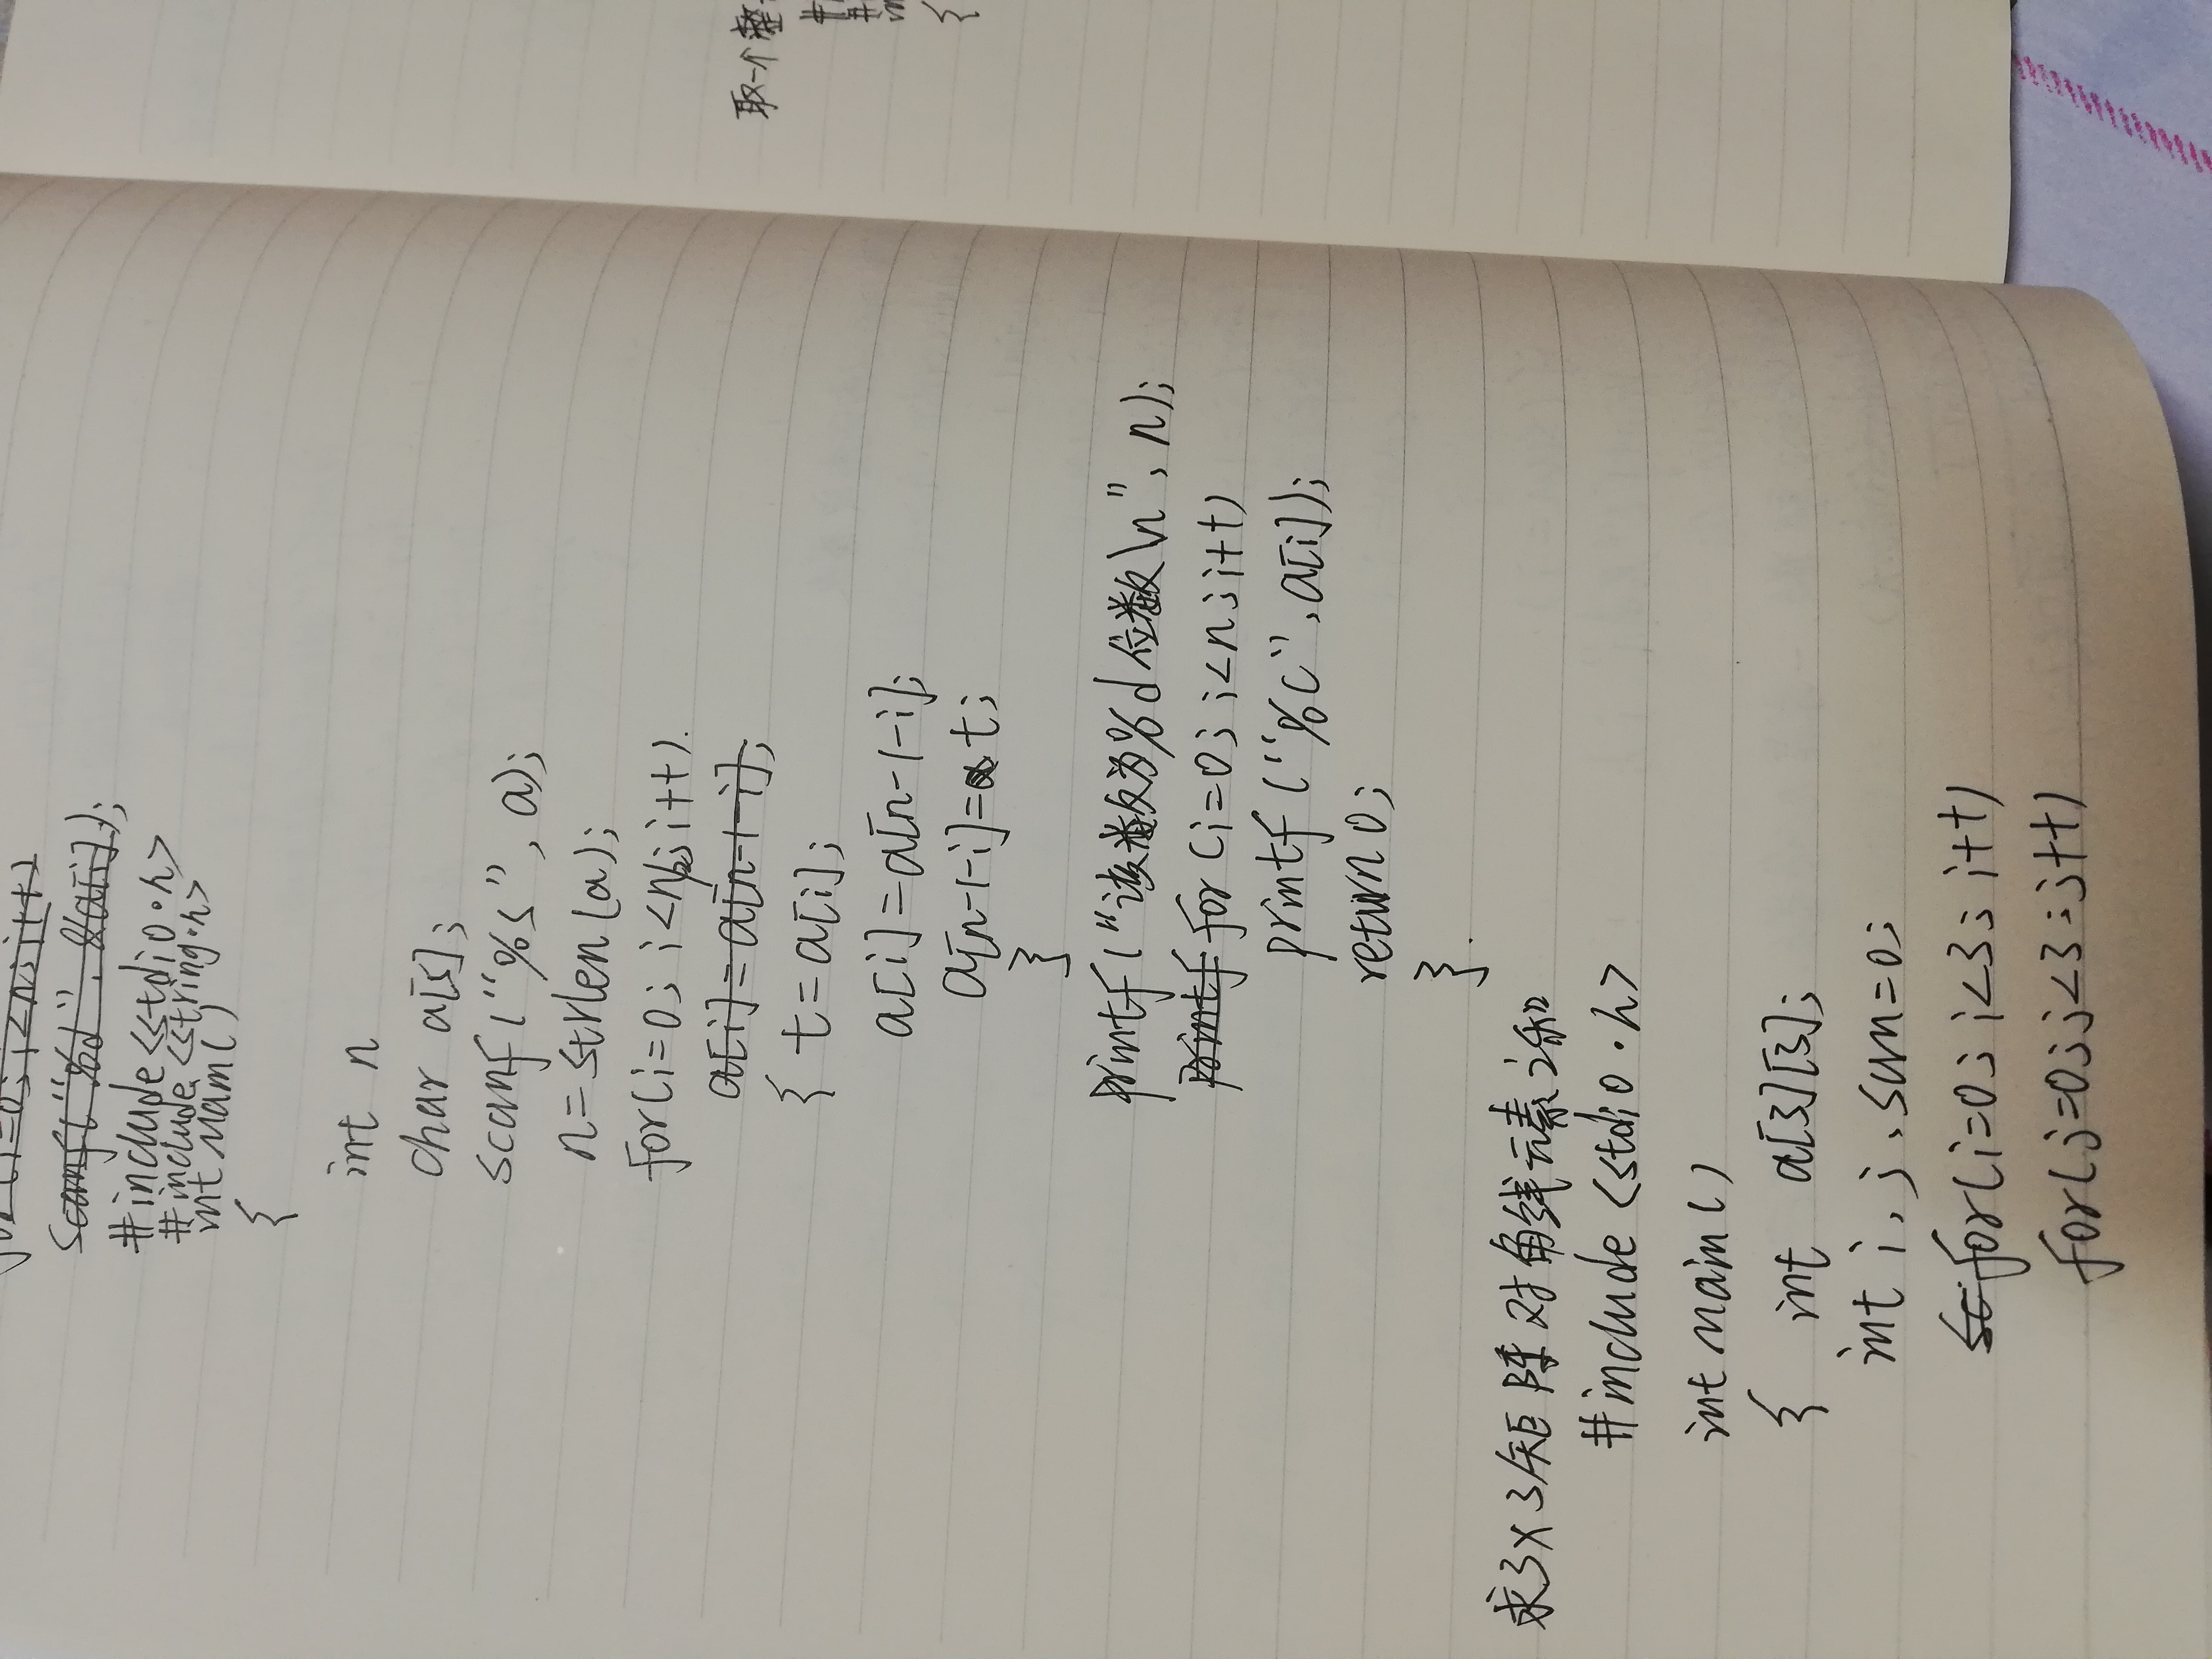 取一个整
#
#
{
for(i=0;i<n;i++)
scanf("%d",&a[i]);
#include<stdio.h>
#include<string.h>
int main()
{
int n
char a[5];
scanf("%s",a);
n=strlen(a);
for(i=0;i<n;i++)
a[i]=a[n-1-i];
{ t=a[i];
a[i]=a[n-1-i];
a[n-1-i]=t;
}
printf("该数为%d位数\n",n);
printf for(i=0;i<n;i++)
printf("%c",a[i]);
return 0;
}
求3×3矩阵对角线元素之和
#include<stdio.h>
int main()
{ int a[3][3];
int i,j,sum=0;
sc for(i=0;i<3;i++)
for(j=0;j<3;j++)